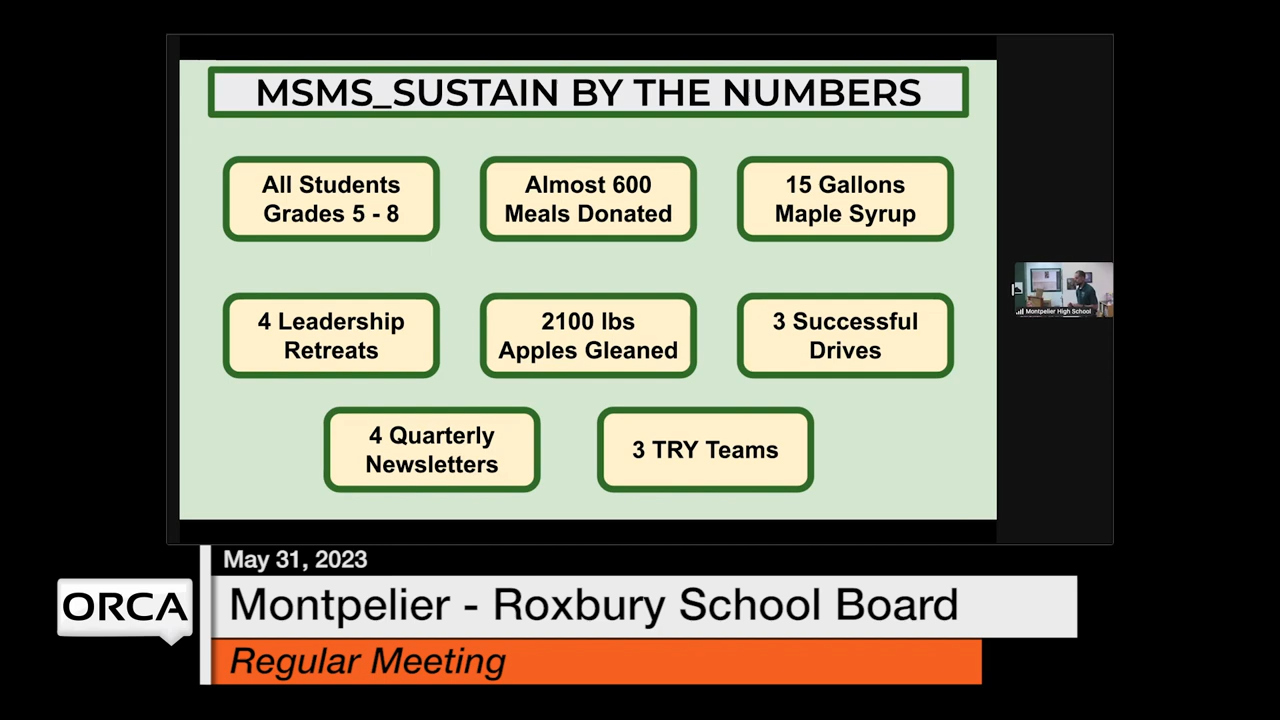 MSMS_SUSTAIN BY THE NUMBERS
All Students
Grades 5 - 8
Almost 600
Meals Donated
15 Gallons
Maple Syrup
4 Leadership
Retreats
2100 lbs
Apples Gleaned
3 Successful
Drives
4 Quarterly
Newsletters
3 TRY Teams
Montpelier High School
May 31, 2023
ORCA
Montpelier - Roxbury School Board
Regular Meeting